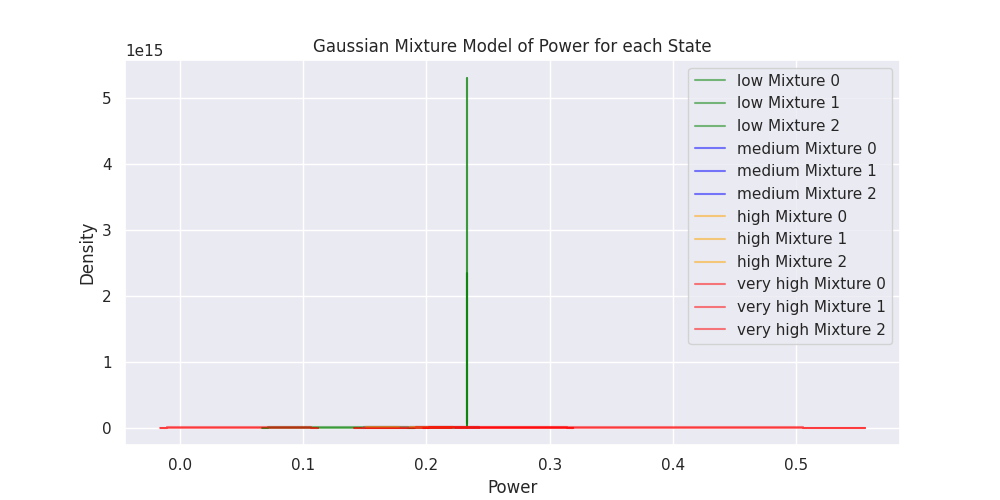 Gaussian Mixture Model of Power for each State
1e15
5
4
3
2
1
0
Density
low Mixture 0
low Mixture 1
low Mixture 2
medium Mixture 0
medium Mixture 1
medium Mixture 2
high Mixture 0
high Mixture 1
high Mixture 2
very high Mixture 0
very high Mixture 1
very high Mixture 2
0.0 0.1 0.2 0.3 0.4 0.5
Power